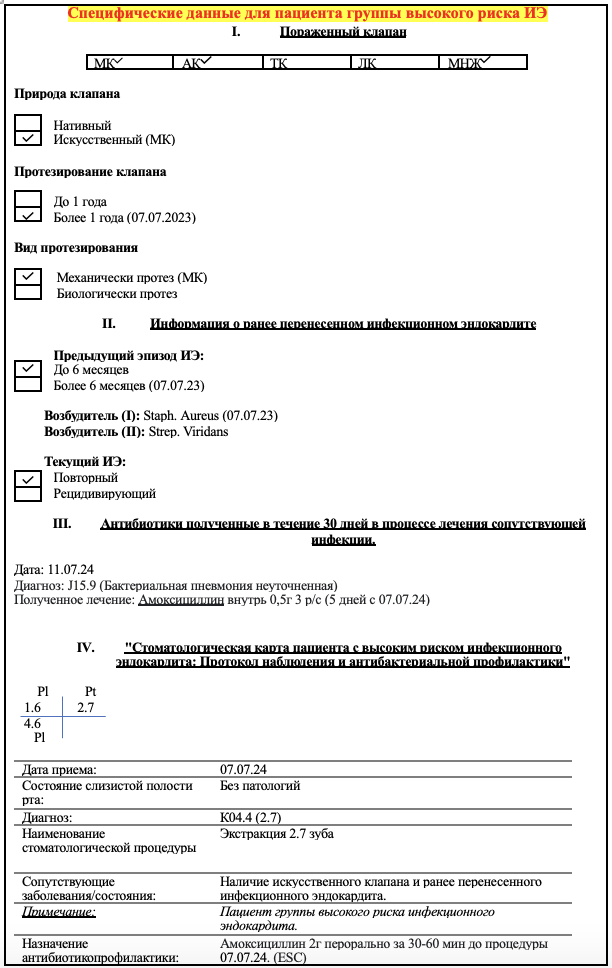 Специфические данные для пациента группы высокого риска ИЭ
I. Пораженный клапан
МК✓ АК✓ ТК ЛК МНЖ✓
Природа клапана
Нативный
✓ Искусственный (МК)
Протезирование клапана
До 1 года
✓ Более 1 года (07.07.2023)
Вид протезирования
✓ Механически протез (МК)
Биологически протез
II. Информация о ранее перенесенном инфекционном эндокардите
Предыдущий эпизод ИЭ:
✓ До 6 месяцев
Более 6 месяцев (07.07.23)
Возбудитель (I): Staph. Aureus (07.07.23)
Возбудитель (II): Strep. Viridans
Текущий ИЭ:
✓ Повторный
Рецидивирующий
III. Антибиотики полученные в течение 30 дней в процессе лечения сопутствующей
инфекции.
Дата: 11.07.24
Диагноз: J15.9 (Бактериальная пневмония неуточненная)
Полученное лечение: Амоксициллин внутрь 0,5г 3 р/с (5 дней с 07.07.24)
IV. "Стоматологическая карта пациента с высоким риском инфекционного
эндокардита: Протокол наблюдения и антибактериальной профилактики"
Pl Pt
1.6 2.7
4.6
Pl
Дата приема: 07.07.24
Состояние слизистой полости Без патологий
рта:
Диагноз: K04.4 (2.7)
Наименование Экстракция 2.7 зуба
стоматологической процедуры
Сопутствующие Наличие искусственного клапана и ранее перенесенного
заболевания/состояния: инфекционного эндокардита.
Примечание: Пациент группы высокого риска инфекционного
эндокардита.
Назначение Амоксициллин 2г перорально за 30-60 мин до процедуры
антибиотикопрофилактики: 07.07.24. (ESC)